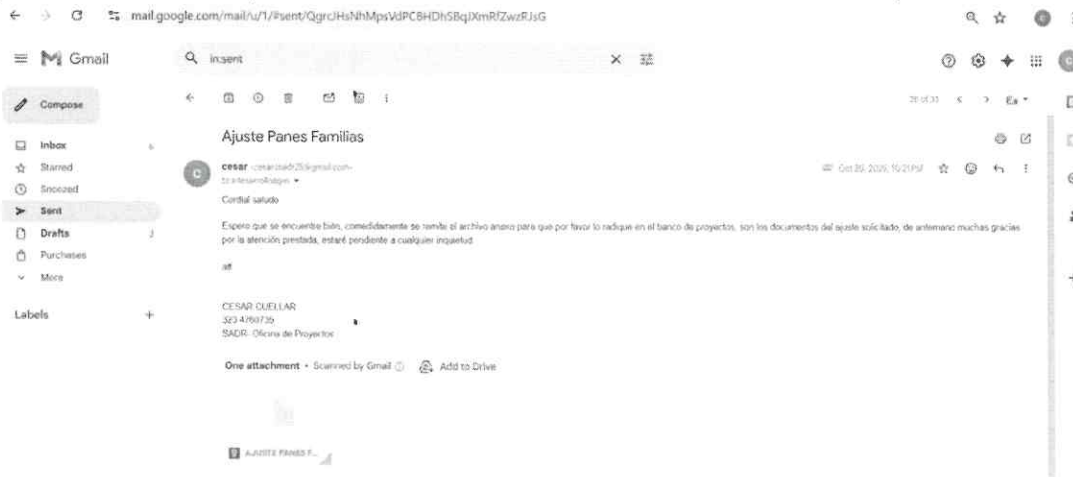 mail.google.com/mail/u/1/#sent/
Gmail
in:sent
Compose
Inbox
Starred
Snoozed
Sent
Drafts
Purchases
More
Labels
Ajuste Panes Familias
cesar
Cordial saludo
Espero que se encuentre bien, comedidamente se remite el archivo anexo para que por favor lo radique en el banco de proyectos, son los documentos del ajuste solicitado, de antemano muchas gracias
por la atención prestada, estaré pendiente a cualquier inquietud
att
CESAR CUELLAR
SADR- Oficina de Proyectos
One attachment • Scanned by Gmail
Add to Drive
AJUSTE PANES F...